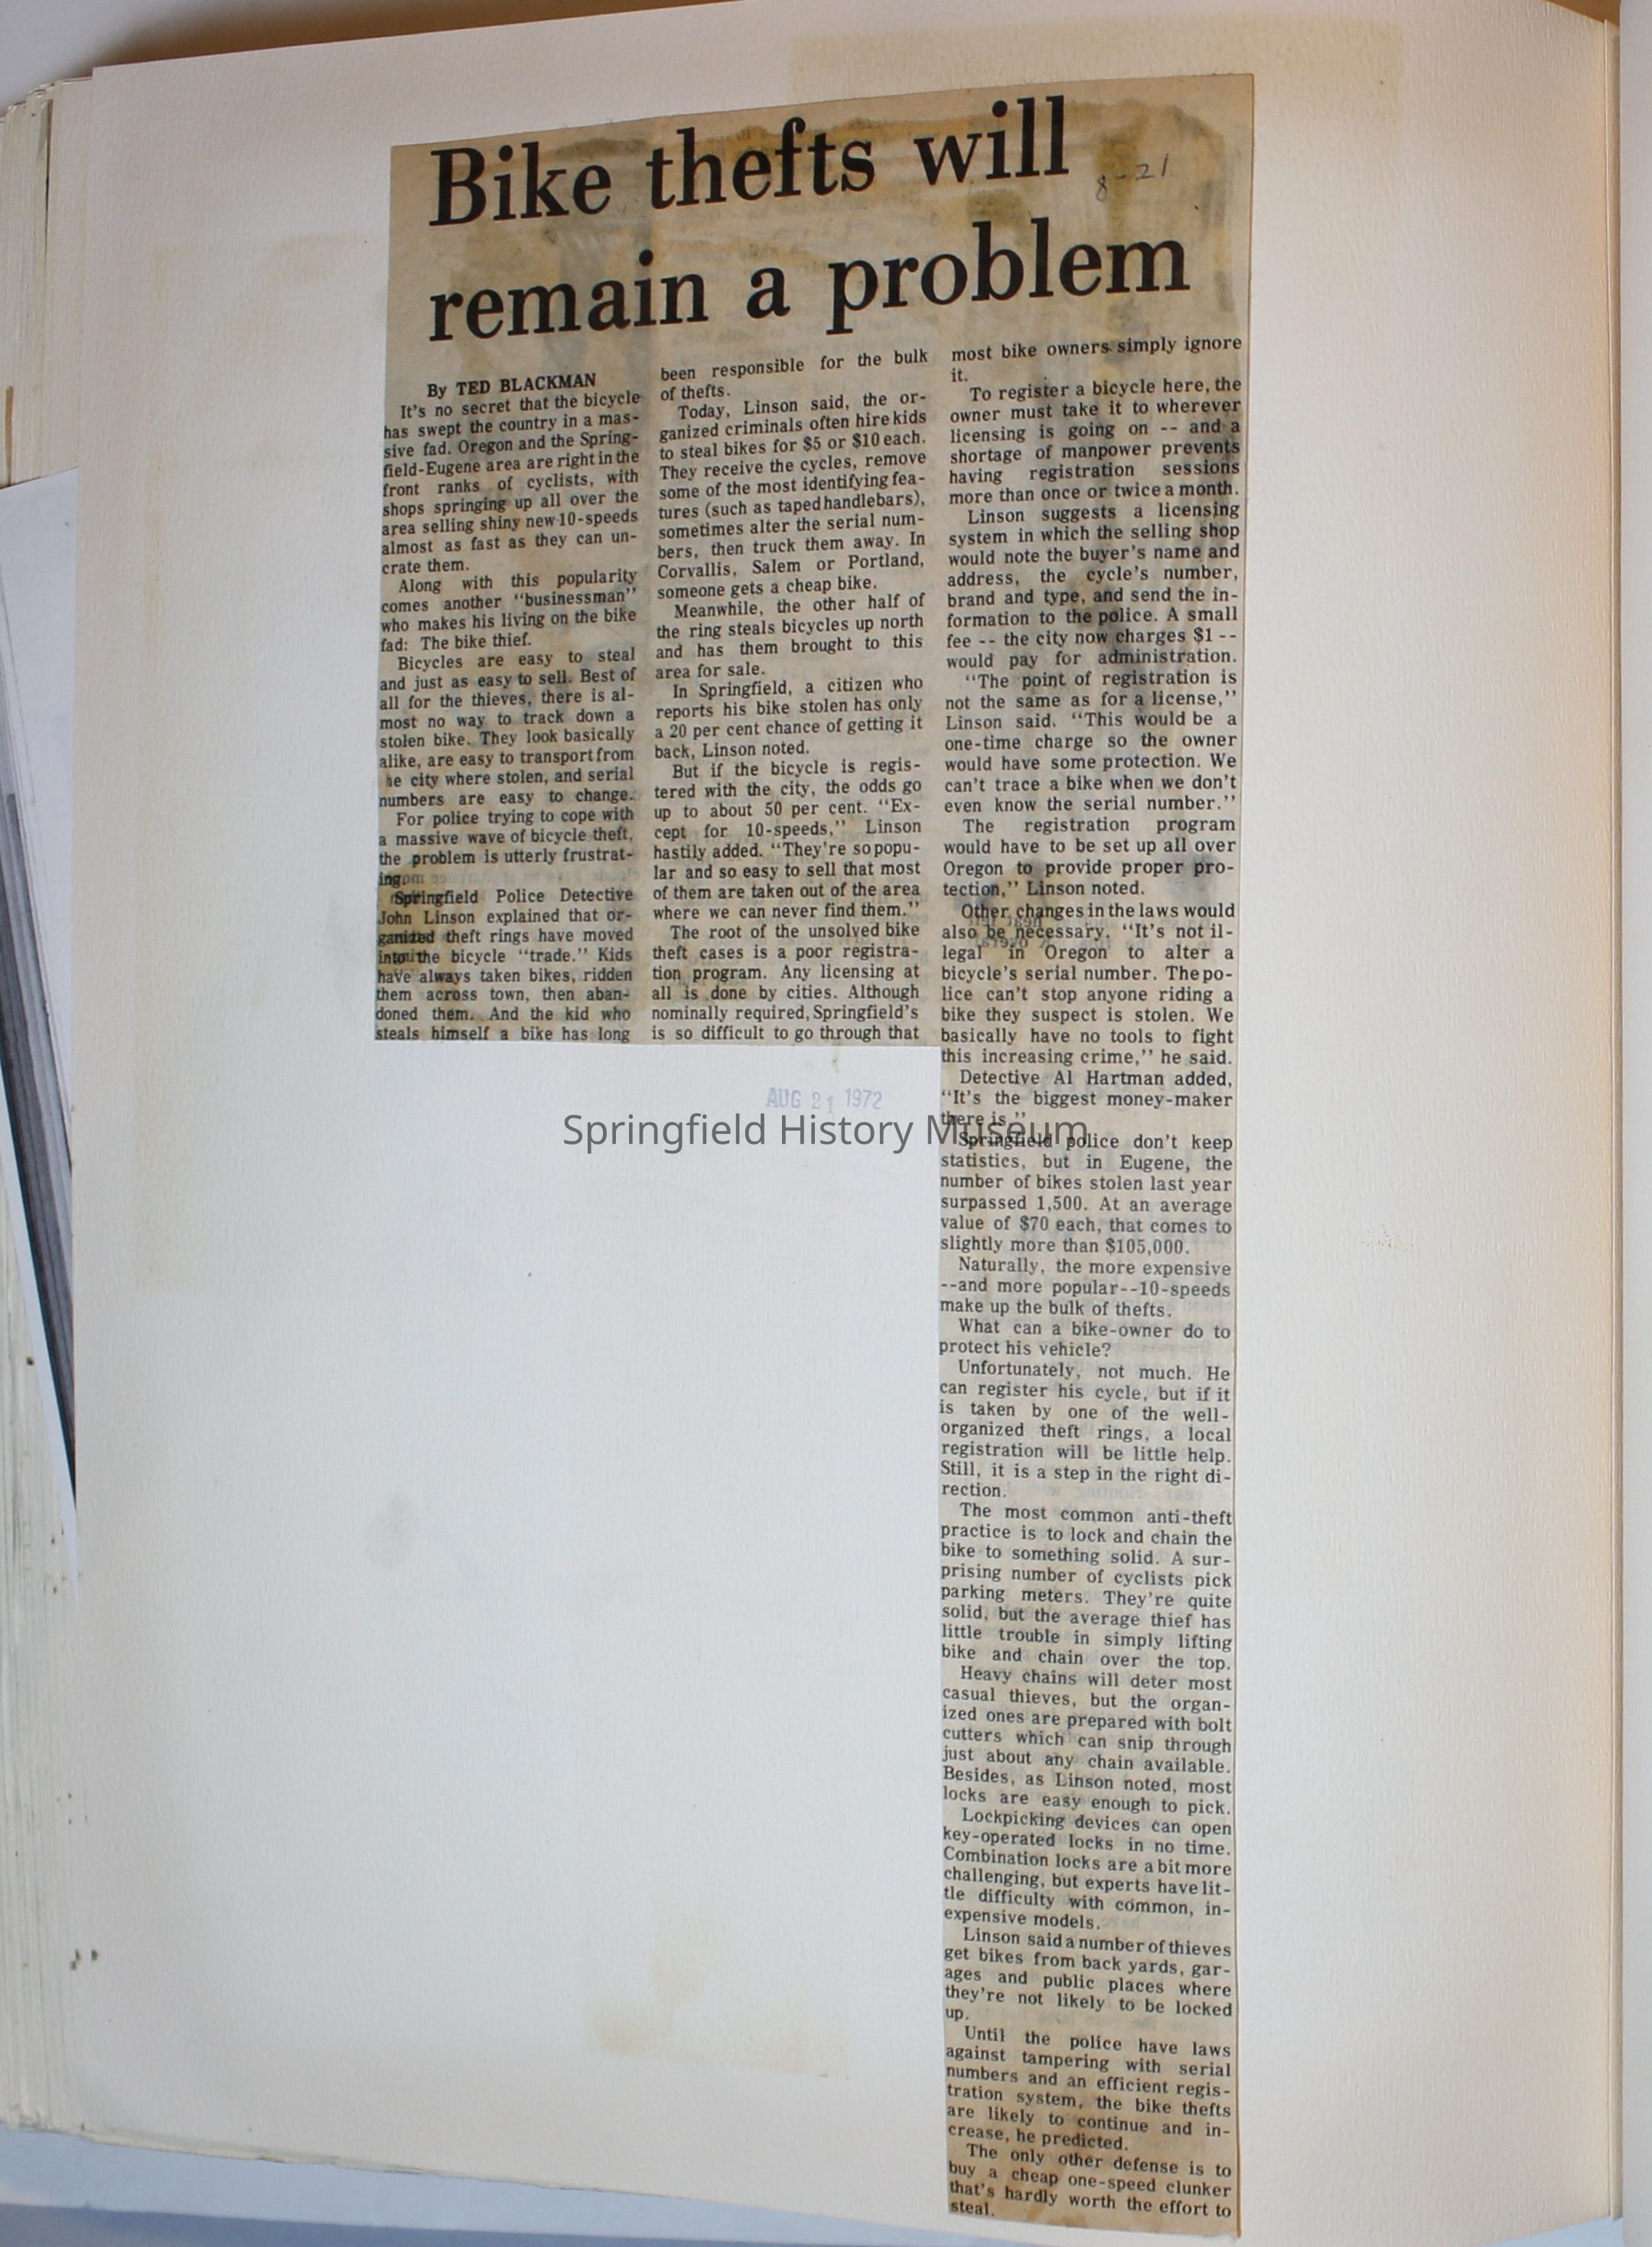 Bike thefts will
remain a problem
8-21
By TED BLACKMAN
It's no secret that the bicycle
has swept the country in a mas-
sive fad. Oregon and the Spring-
field-Eugene area are right in the
front ranks of cyclists, with
shops springing up all over the
area selling shiny new 10-speeds
almost as fast as they can un-
crate them.
Along with this popularity
comes another "businessman"
who makes his living on the bike
fad: The bike thief.
Bicycles are easy to steal
and just as easy to sell. Best of
all for the thieves, there is al-
most no way to track down a
stolen bike. They look basically
alike, are easy to transport from
city where stolen, and serial
numbers are easy to change.
For police trying to cope with
a massive wave of bicycle theft,
the problem is utterly frustrat-
ing.
Springfield Police Detective
John Linson explained that or-
ganized theft rings have moved
into the bicycle "trade." Kids
have always taken bikes, ridden
them across town, then aban-
doned them. And the kid who
steals himself a bike has long
been responsible for the bulk
of thefts.
Today, Linson said, the or-
ganized criminals often hire kids
to steal bikes for $5 or $10 each.
They receive the cycles, remove
some of the most identifying fea-
tures (such as taped handlebars),
sometimes alter the serial num-
bers, then truck them away. In
Corvallis, Salem or Portland,
someone gets a cheap bike.
Meanwhile, the other half of
the ring steals bicycles up north
and has them brought to this
area for sale.
In Springfield, a citizen who
reports his bike stolen has only
a 20 per cent chance of getting it
back, Linson noted.
But if the bicycle is regis-
tered with the city, the odds go
up to about 50 per cent. "Ex-
cept for 10-speeds," Linson
hastily added. "They're so popu-
lar and so easy to sell that most
of them are taken out of the area
where we can never find them."
The root of the unsolved bike
theft cases is a poor registra-
tion program. Any licensing at
all is done by cities. Although
nominally required, Springfield's
is so difficult to go through that
most bike owners simply ignore
it.
To register a bicycle here, the
owner must take it to wherever
licensing is going on -- and a
shortage of manpower prevents
having registration sessions
more than once or twice a month.
Linson suggests a licensing
system in which the selling shop
would note the buyer's name and
address, the cycle's number,
brand and type, and send the in-
formation to the police. A small
fee -- the city now charges $1 --
would pay for administration.
"The point of registration is
not the same as for a license,"
Linson said. "This would be a
one-time charge so the owner
would have some protection. We
can't trace a bike when we don't
even know the serial number."
The registration program
would have to be set up all over
Oregon to provide proper pro-
tection," Linson noted.
Other changes in the laws would
also be necessary. "It's not il-
legal in Oregon to alter a
bicycle's serial number. The po-
lice can't stop anyone riding a
bike they suspect is stolen. We
basically have no tools to fight
this increasing crime," he said.
Detective Al Hartman added,
"It's the biggest money-maker
there is."
Springfield police don't keep
statistics, but in Eugene, the
number of bikes stolen last year
surpassed 1,500. At an average
value of $70 each, that comes to
slightly more than $105,000.
Naturally, the more expensive
--and more popular--10-speeds
make up the bulk of thefts.
What can a bike-owner do to
protect his vehicle?
Unfortunately, not much. He
can register his cycle, but if it
is taken by one of the well-
organized theft rings, a local
registration will be little help.
Still, it is a step in the right di-
rection.
The most common anti-theft
practice is to lock and chain the
bike to something solid. A sur-
prising number of cyclists pick
parking meters. They're quite
solid, but the average thief has
little trouble in simply lifting
bike and chain over the top.
Heavy chains will deter most
casual thieves, but the organ-
ized ones are prepared with bolt
cutters which can snip through
just about any chain available.
Besides, as Linson noted, most
locks are easy enough to pick.
Lockpicking devices can open
key-operated locks in no time.
Combination locks are a bit more
challenging, but experts have lit-
tle difficulty with common, in-
expensive models.
Linson said a number of thieves
get bikes from back yards, gar-
ages and public places where
they're not likely to be locked
up.
Until the police have laws
against tampering with serial
numbers and an efficient regis-
tration system, the bike thefts
are likely to continue and in-
crease, he predicted.
The only other defense is to
buy a cheap one-speed clunker
that's hardly worth the effort to
steal.
AUG 21 1972
Springfield History Museum